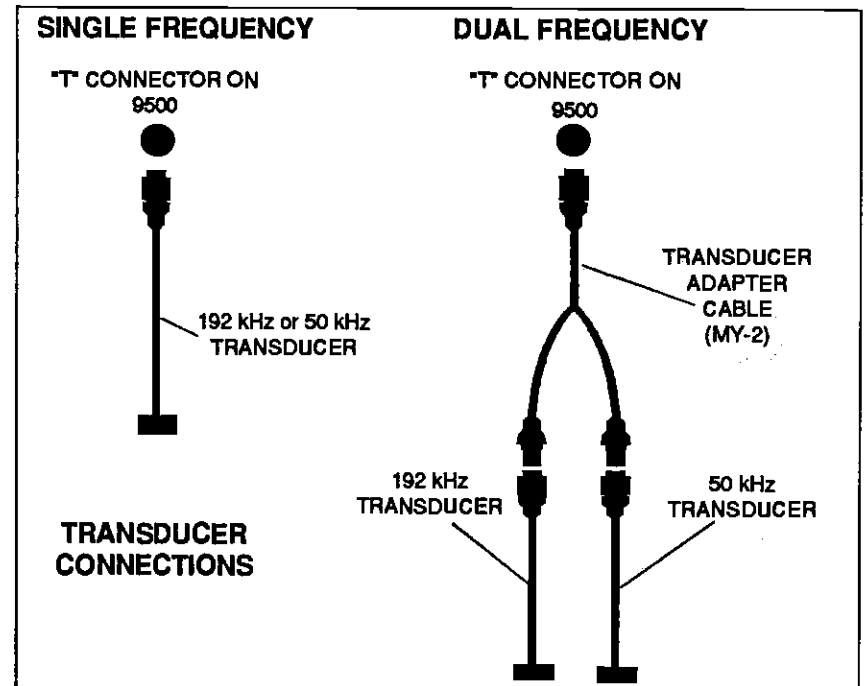 SINGLE FREQUENCY
"T" CONNECTOR ON
9500
192 kHz or 50 kHz
TRANSDUCER
TRANSDUCER
CONNECTIONS
DUAL FREQUENCY
"T" CONNECTOR ON
9500
TRANSDUCER
ADAPTER
CABLE
(MY-2)
192 kHz
TRANSDUCER
50 kHz
TRANSDUCER